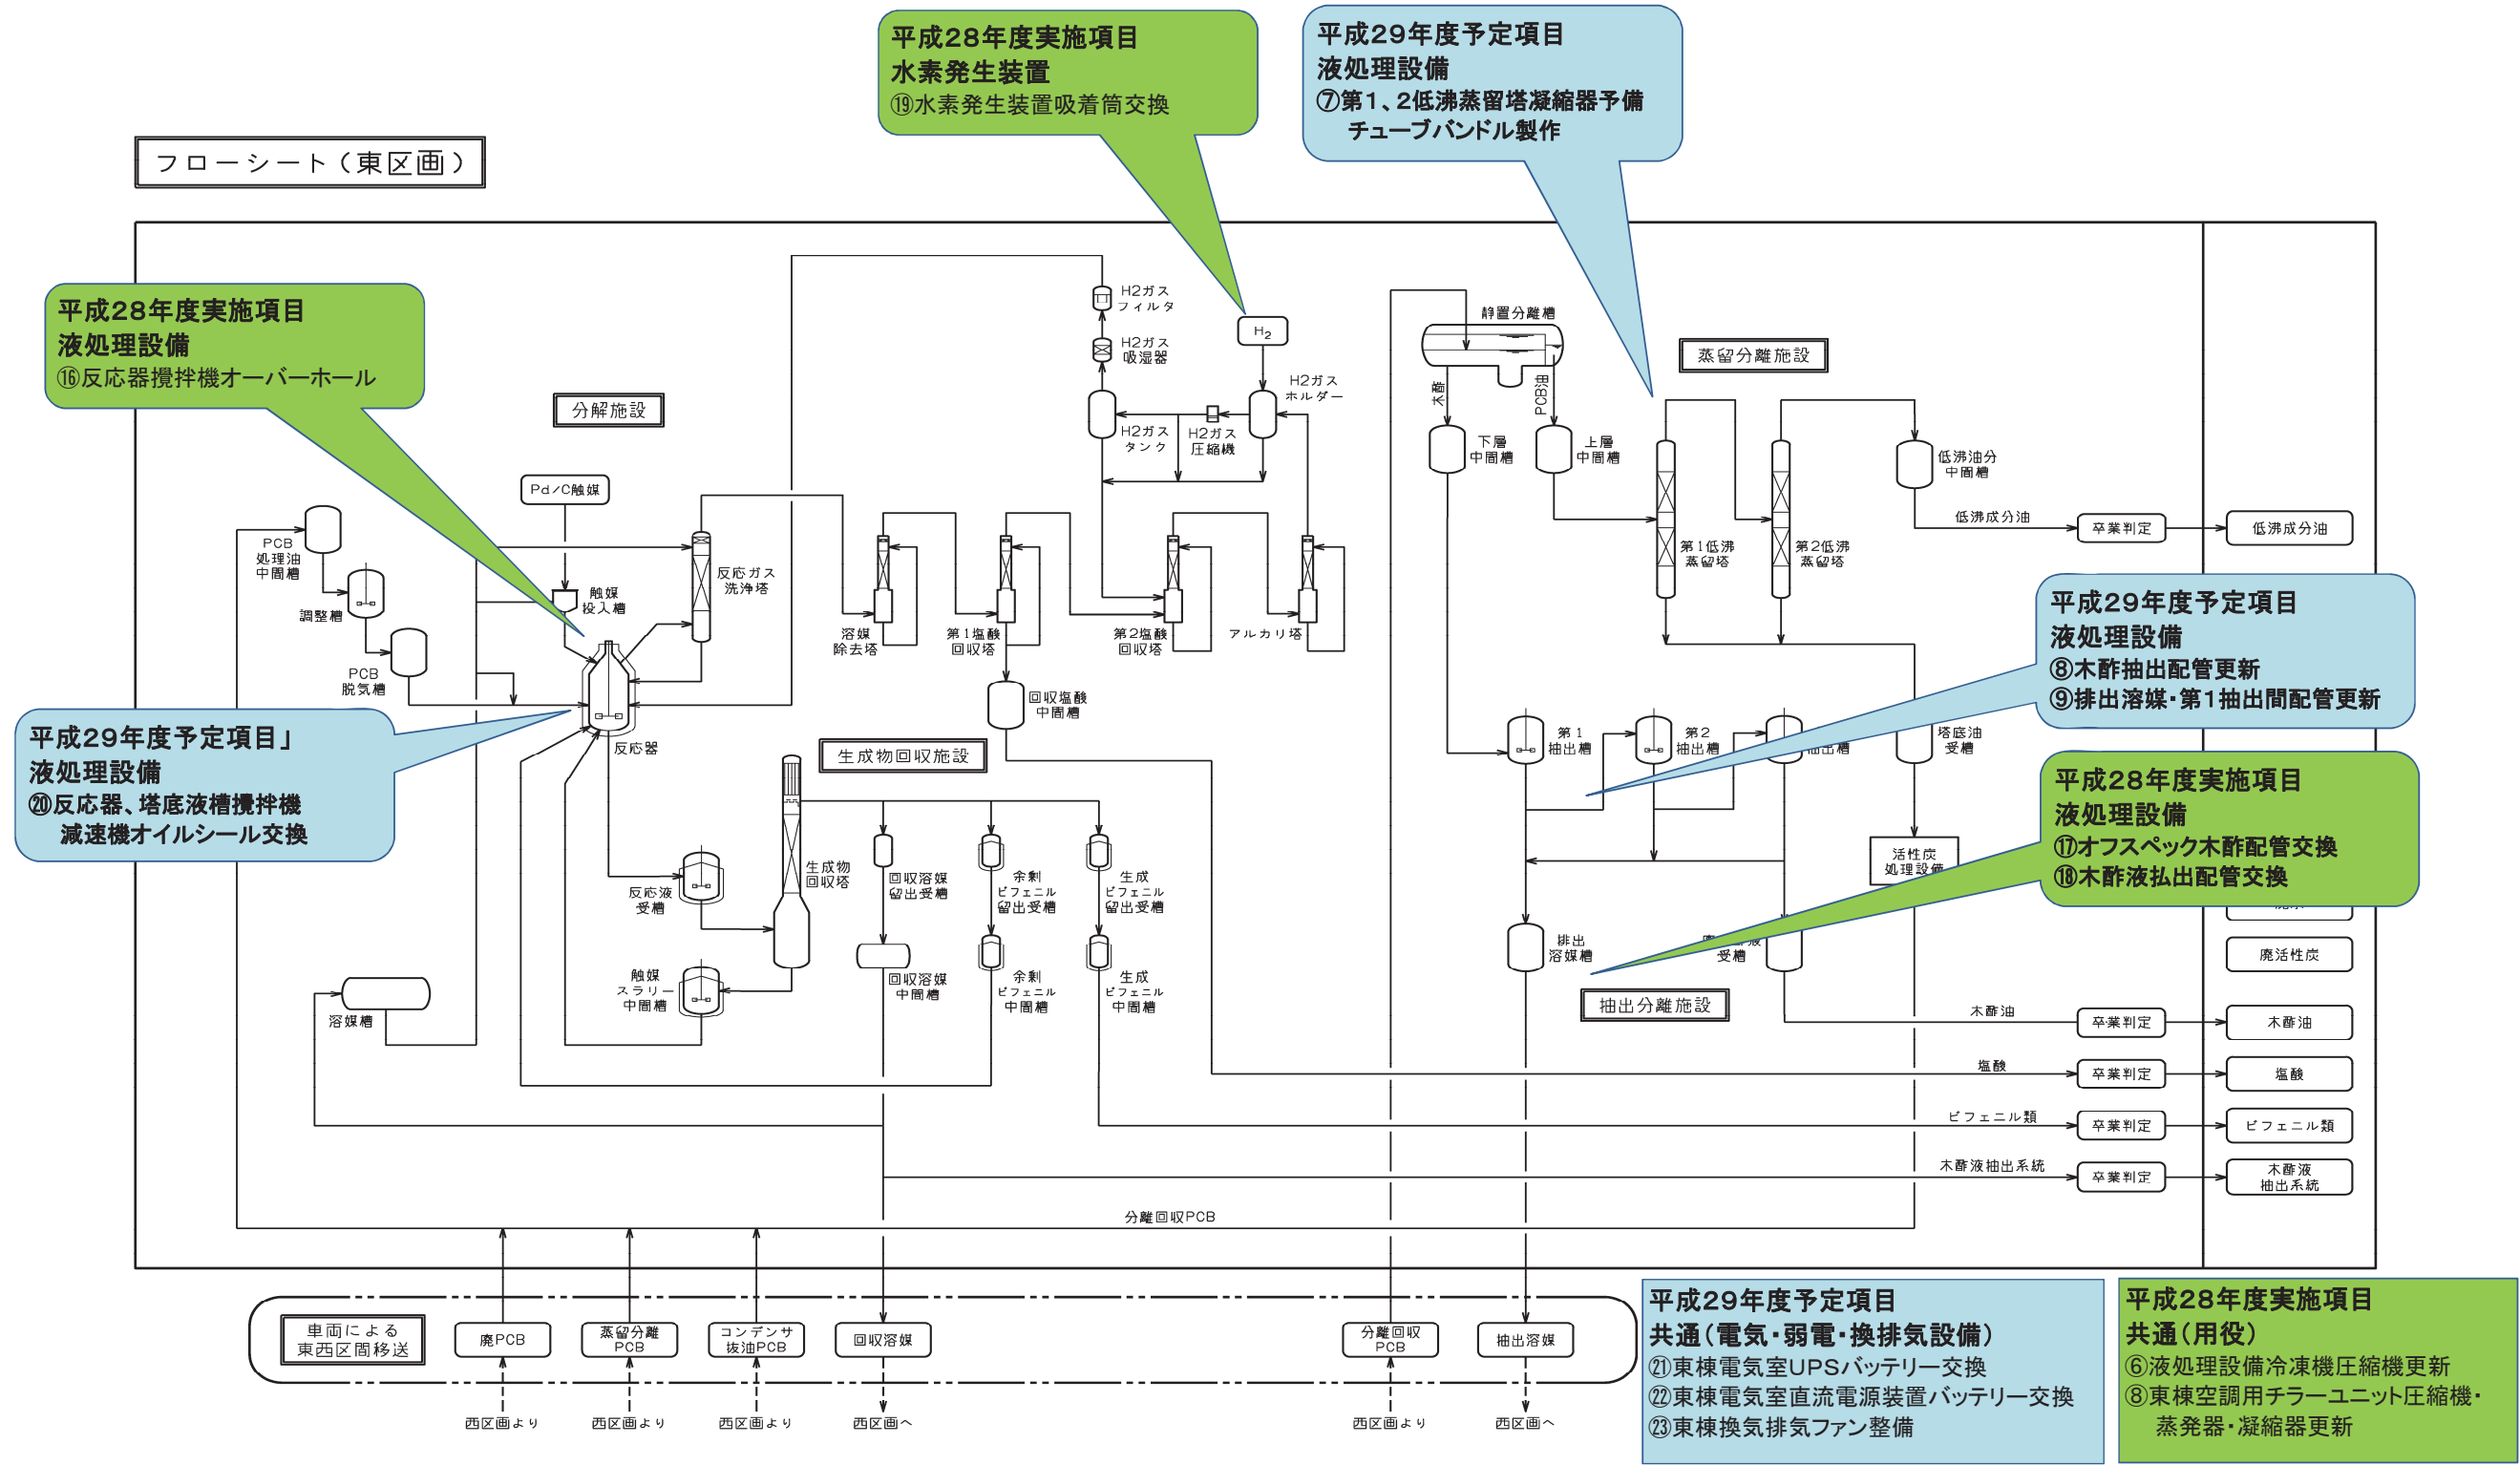 平成28年度実施項目
水素発生装置
⑲水素発生装置吸着筒交換
平成29年度予定項目
液処理設備
⑦第1、2低沸蒸留塔凝縮器予備
チューブバンドル製作
フローシート(東区画)
平成28年度実施項目
液処理設備
⑯反応器攪拌機オーバーホール
分解施設
Pd/C触媒
H2ガス
フィルタ
H2ガス
吸湿器
H2
H2ガス
ホルダー
H2ガス
タンク
H2ガス
圧縮機
静置分離槽
木酢
PCB油
蒸留分離施設
下層
中間槽
上層
中間槽
低沸油分
中間槽
低沸成分油
卒業判定
低沸成分油
PCB
処理油
中間槽
調整槽
PCB
脱気槽
触媒
投入槽
反応ガス
洗浄塔
溶媒
除去塔
第1塩酸
回収塔
第2塩酸
回収塔
アルカリ塔
第1低沸
蒸留塔
第2低沸
蒸留塔
平成29年度予定項目
液処理設備
⑧木酢抽出配管更新
⑨排出溶媒・第1抽出間配管更新
平成29年度予定項目」
液処理設備
⑳反応器、塔底液槽攪拌機
減速機オイルシール交換
反応器
回収塩酸
中間槽
生成物回収施設
第1
抽出槽
第2
抽出槽
抽出槽
塔底油
受槽
平成28年度実施項目
液処理設備
⑰オフスペック木酢配管交換
⑱木酢液払出配管交換
活性炭
処理設備
反応液
受槽
生成物
回収塔
回収溶媒
留出受槽
余剰
ビフェニル
留出受槽
生成
ビフェニル
留出受槽
触媒
スラリー
中間槽
回収溶媒
中間槽
余剰
ビフェニル
中間槽
生成
ビフェニル
中間槽
溶媒槽
排出
溶媒槽
液
受槽
抽出分離施設
廃活性炭
木酢油
卒業判定
木酢油
塩酸
卒業判定
塩酸
ビフェニル類
卒業判定
ビフェニル類
木酢液抽出系統
卒業判定
木酢液
抽出系統
分離回収PCB
車両による
東西区間移送
廃PCB
蒸留分離
PCB
コンデンサ
抜油PCB
回収溶媒
分離回収
PCB
抽出溶媒
西区画より
西区画より
西区画より
西区画へ
西区画より
西区画へ
平成29年度予定項目
共通(電気・弱電・換排気設備)
㉑東棟電気室UPSバッテリー交換
㉒東棟電気室直流電源装置バッテリー交換
㉓東棟換気排気ファン整備
平成28年度実施項目
共通(用役)
⑥液処理設備冷凍機圧縮機更新
⑧東棟空調用チラーユニット圧縮機・
蒸発器・凝縮器更新